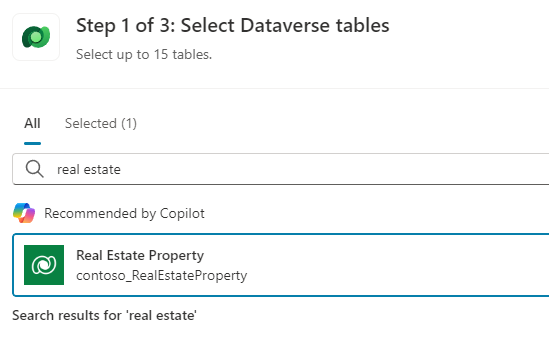 Step 1 of 3: Select Dataverse tables
Select up to 15 tables.
All
Selected (1)
real estate
Recommended by Copilot
Real Estate Property
contoso_RealEstateProperty
Search results for 'real estate'